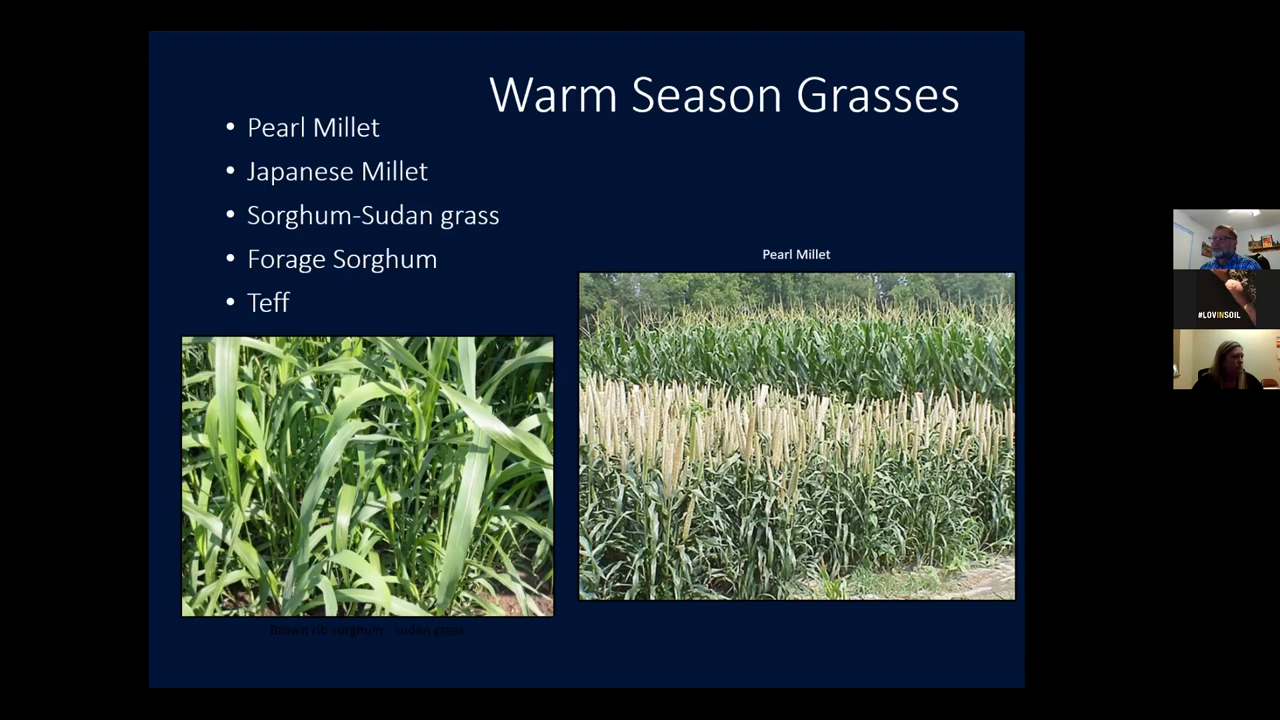 Warm Season Grasses
• Pearl Millet
• Japanese Millet
• Sorghum-Sudan grass
• Forage Sorghum
• Teff
Pearl Millet
Brown rib sorghum - sudan grass
#LOVINSOIL